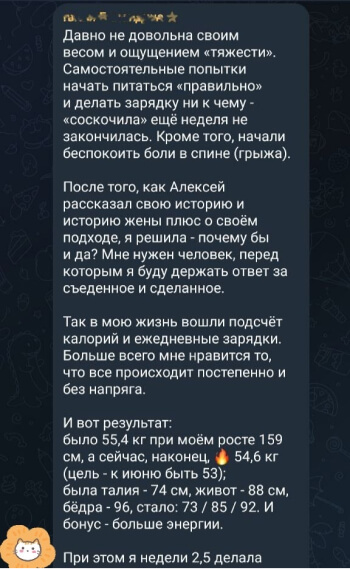 Давно не довольна своим
весом и ощущением «тяжести».
Самостоятельные попытки
начать питаться «правильно»
и делать зарядку ни к чему -
«соскочила» ещё неделя не
закончилась. Кроме того, начали
беспокоить боли в спине (грыжа).
После того, как Алексей
рассказал свою историю и
историю жены плюс о своём
подходе, я решила - почему бы
и да? Мне нужен человек, перед
которым я буду держать ответ за
съеденное и сделанное.
Так в мою жизнь вошли подсчёт
калорий и ежедневные зарядки.
Больше всего мне нравится то,
что все происходит постепенно и
без напряга.
И вот результат:
было 55,4 кг при моём росте 159
см, а сейчас, наконец, 🔥 54,6 кг
(цель - к июню быть 53);
была талия - 74 см, живот - 88 см,
бёдра - 96, стало: 73 / 85 / 92. И
бонус - больше энергии.
При этом я недели 2,5 делала